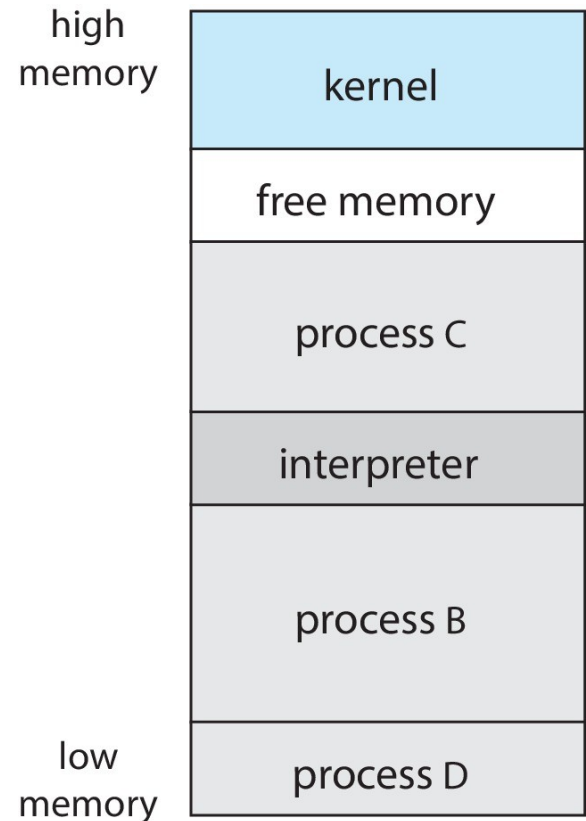 high
memory
kernel
free memory
process C
interpreter
process B
low
memory
process D